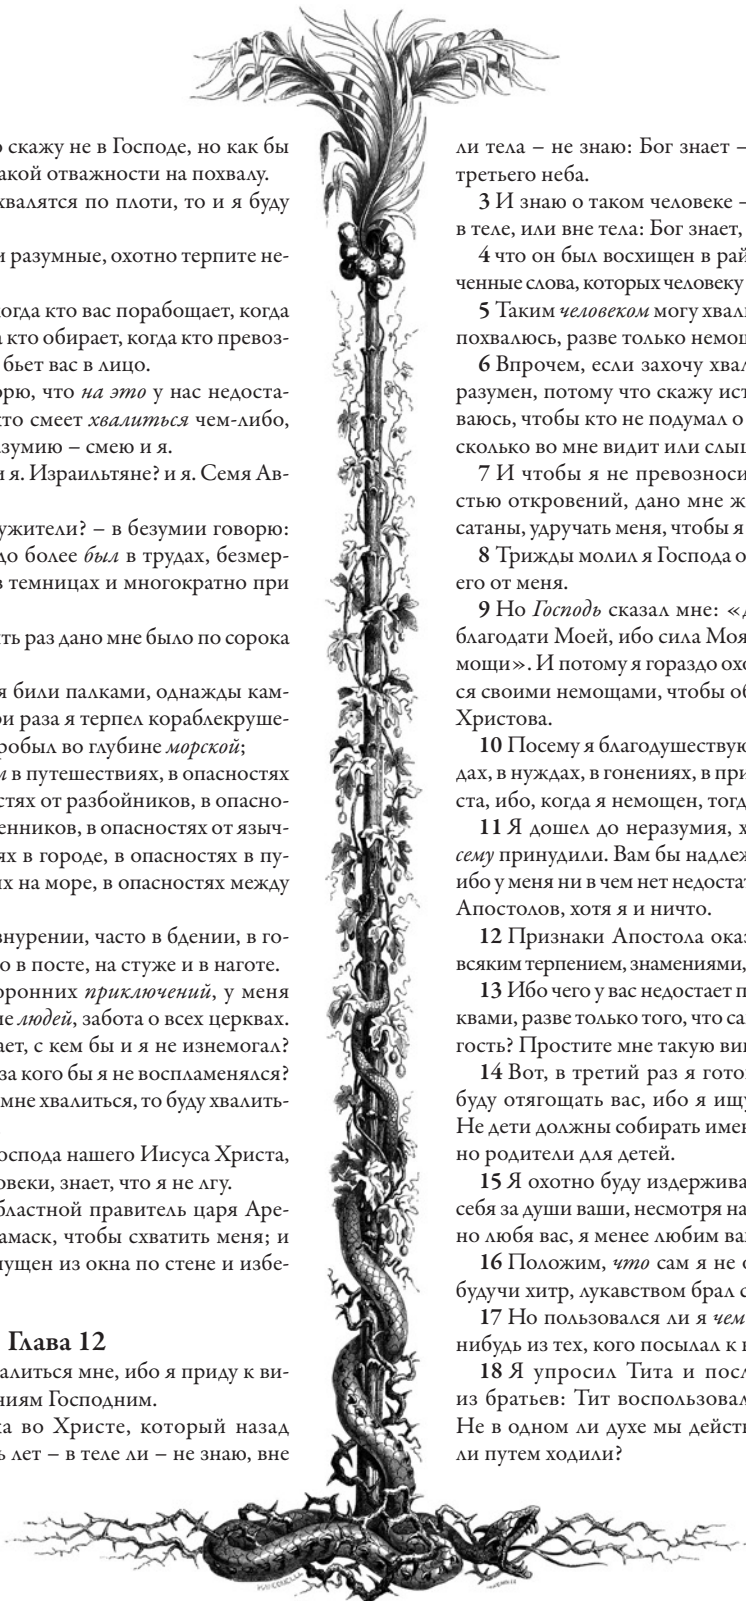 о скажу не в Господе, но как бы
акой отважности на похвалу.
хвалятся по плоти, то и я буду
и разумные, охотно терпите не-
огда кто вас порабощает, когда
а кто обирает, когда кто превоз-
бьет вас в лицо.
орю, что на это у нас недоста-
кто смеет хвалиться чем-либо,
азумию – смею и я.
и я. Израильтяне? и я. Семя Ав-
ужители? – в безумии говорю:
до более был в трудах, безмер-
в темницах и многократно при
ть раз дано мне было по сорока
я били палками, однажды кам-
ри раза я терпел кораблекруше-
робыл во глубине морской;
м в путешествиях, в опасностях
стях от разбойников, в опасно-
енников, в опасностях от языч-
ях в городе, в опасностях в пу-
их на море, в опасностях между
знурении, часто в бдении, в го-
о в посте, на стуже и в наготе.
оронних приключений, у меня
ие людей, забота о всех церквах.
ает, с кем бы и я не изнемогал?
за кого бы я не воспламенялся?
мне хвалиться, то буду хвалить-
оспода нашего Иисуса Христа,
овеки, знает, что я не лгу.
бластной правитель царя Аре-
амаск, чтобы схватить меня; и
пущен из окна по стене и избе-
Глава 12
алиться мне, ибо я приду к ви-
ниям Господним.
ка во Христе, который назад
ь лет – в теле ли – не знаю, вне
ли тела – не знаю: Бог знает –
третьего неба.
3 И знаю о таком человеке –
в теле, или вне тела: Бог знает,
4 что он был восхищен в рай
ченные слова, которых человеку
5 Таким человеком могу хвали
похвалюсь, разве только немощ
6 Впрочем, если захочу хвал
разумен, потому что скажу ист
ваюсь, чтобы кто не подумал о
сколько во мне видит или слыш
7 И чтобы я не превозноси
стью откровений, дано мне ж
сатаны, удручать меня, чтобы я
8 Трижды молил я Господа о
его от меня.
9 Но Господь сказал мне: «д
благодати Моей, ибо сила Моя
мощи». И потому я гораздо охо
ся своими немощами, чтобы об
Христова.
10 Посему я благодушествую
дах, в нуждах, в гонениях, в при
ста, ибо, когда я немощен, тогд
11 Я дошел до неразумия, х
сему принудили. Вам бы надлеж
ибо у меня ни в чем нет недостат
Апостолов, хотя я и ничто.
12 Признаки Апостола оказ
всяким терпением, знамениями,
13 Ибо чего у вас недостает п
квами, разве только того, что са
гость? Простите мне такую вин
14 Вот, в третий раз я гото
буду отягощать вас, ибо я ищу
Не дети должны собирать имен
но родители для детей.
15 Я охотно буду издержива
себя за души ваши, несмотря на
но любя вас, я менее любим ва
16 Положим, что сам я не о
будучи хитр, лукавством брал с
17 Но пользовался ли я чем
нибудь из тех, кого посылал к в
18 Я упросил Тита и посл
из братьев: Тит воспользовал
Не в одном ли духе мы действ
ли путем ходили?